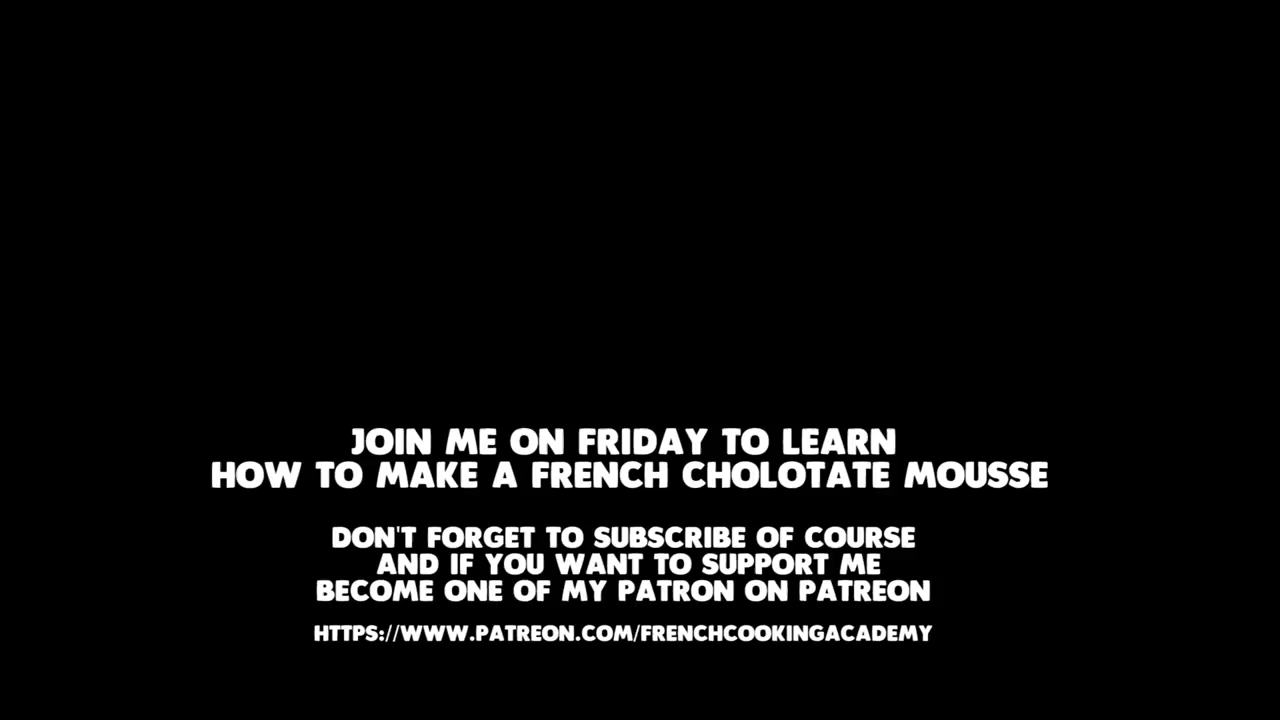 JOIN ME ON FRIDAY TO LEARN
HOW TO MAKE A FRENCH CHOLOTATE MOUSSE
DON'T FORGET TO SUBSCRIBE OF COURSE
AND IF YOU WANT TO SUPPORT ME
BECOME ONE OF MY PATRON ON PATREON
HTTPS://WWW.PATREON.COM/FRENCHCOOKINGACADEMY